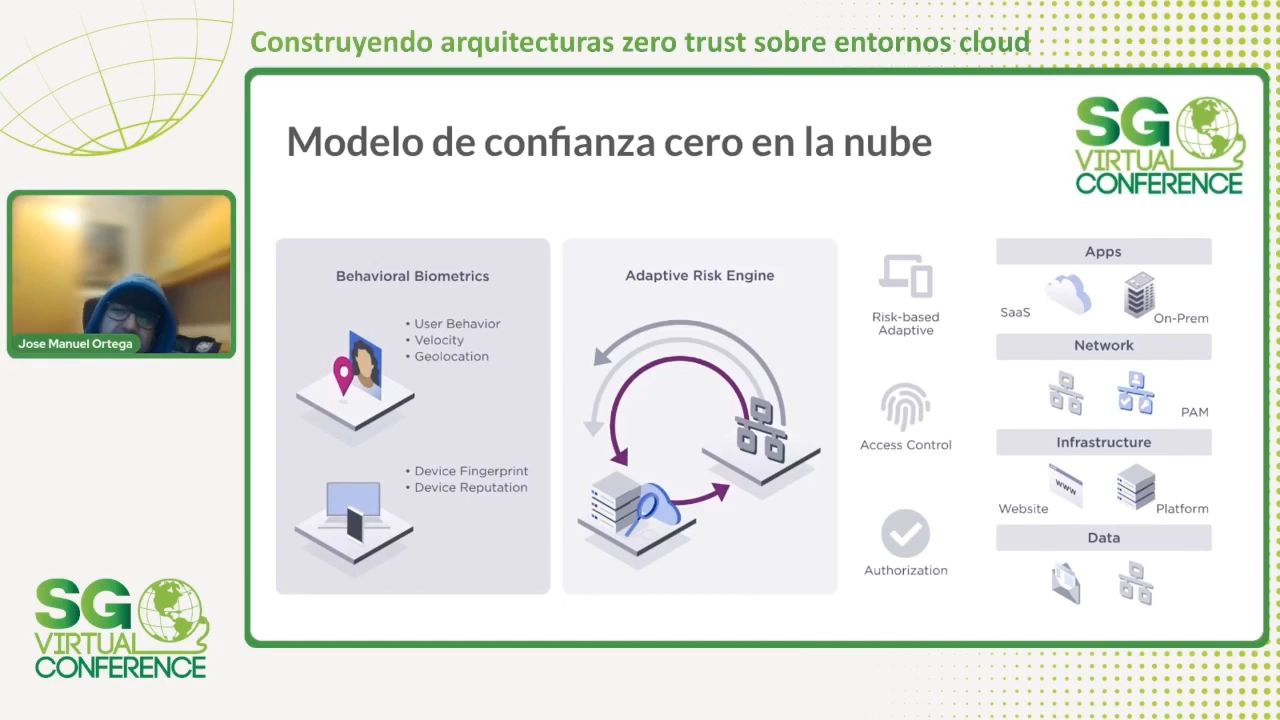 Construyendo arquitecturas zero trust sobre entornos cloud
SG
VIRTUAL
CONFERENCE
Modelo de confianza cero en la nube
Jose Manuel Ortega
Behavioral Biometrics
• User Behavior
• Velocity
• Geolocation
• Device Fingerprint
• Device Reputation
Adaptive Risk Engine
Risk-based
Adaptive
Access Control
Authorization
Apps
SaaS
On-Prem
Network
PAM
Infrastructure
WWW
Website
Platform
Data
SG
VIRTUAL
CONFERENCE